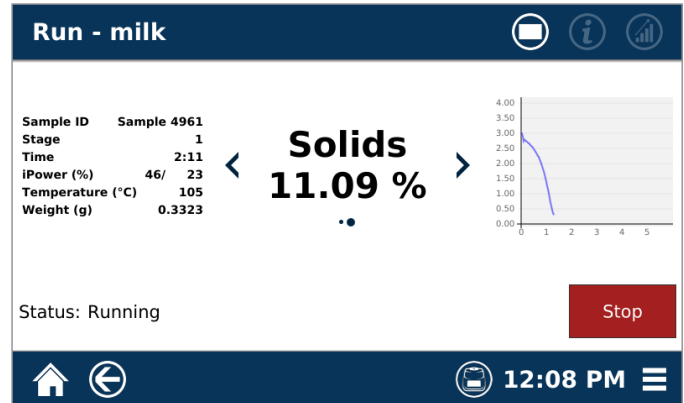 Run - milk
Sample ID Sample 4961
Stage 1
Time 2:11
iPower (%) 46/ 23
Temperature (°C) 105
Weight (g) 0.3323
Solids
11.09 %
4.00
3.50
3.00
2.50
2.00
1.50
1.00
0.50
0.00
0 1 2 3 4 5
Status: Running
Stop
12:08 PM